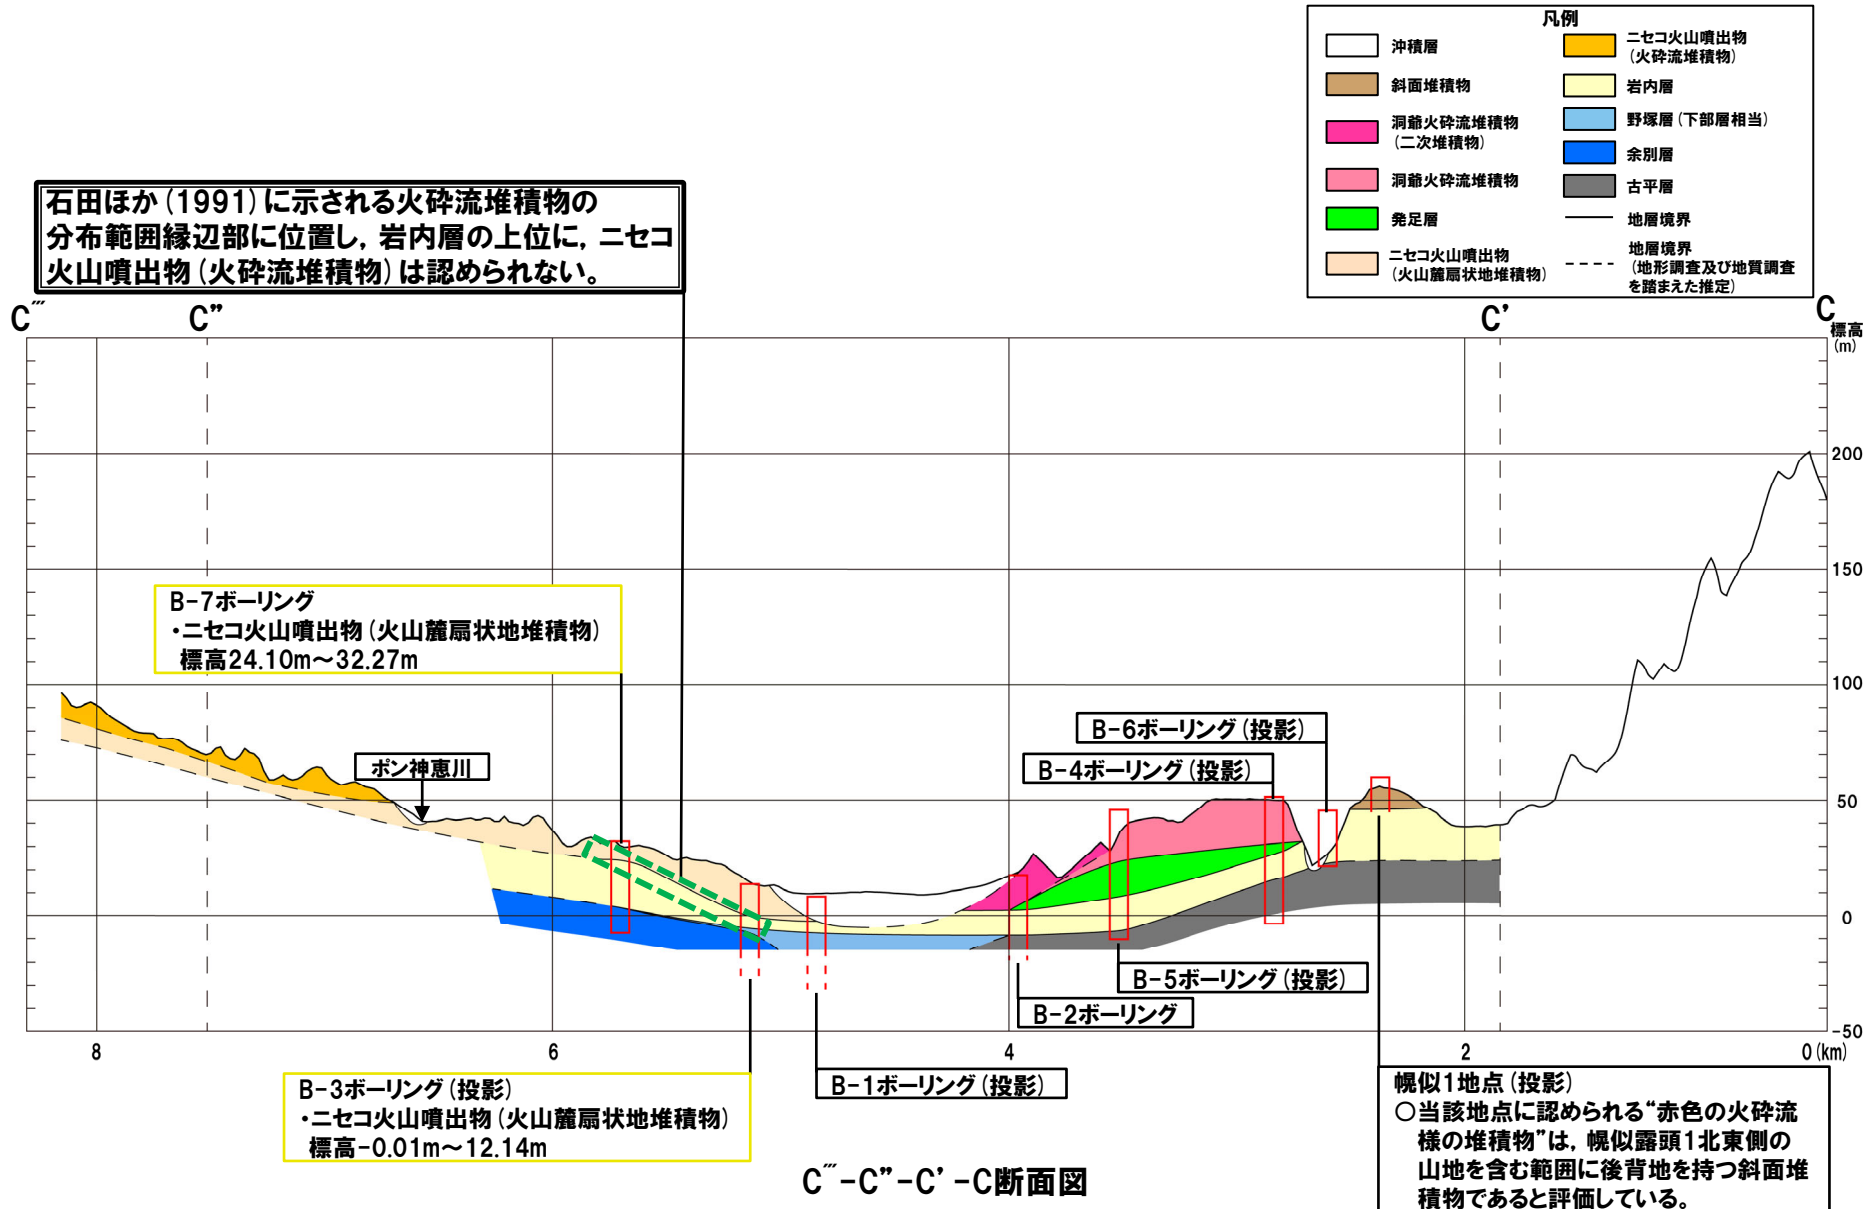 凡例
沖積層
斜面堆積物
洞爺火砕流堆積物
(二次堆積物)
洞爺火砕流堆積物
発足層
ニセコ火山噴出物
(火山麓扇状地堆積物)
ニセコ火山噴出物
(火砕流堆積物)
岩内層
野塚層(下部層相当)
余別層
古平層
地層境界
地層境界
(地形調査及び地質調査
を踏まえた推定)
石田ほか(1991)に示される火砕流堆積物の
分布範囲縁辺部に位置し,岩内層の上位に,ニセコ
火山噴出物(火砕流堆積物)は認められない。
C‴
C”
C’
C
標高
(m)
200
150
100
50
0
-50
B-7ボーリング
・ニセコ火山噴出物(火山麓扇状地堆積物)
標高24.10m～32.27m
ポン神恵川
B-6ボーリング(投影)
B-4ボーリング(投影)
B-5ボーリング(投影)
B-2ボーリング
8
6
4
2
0(km)
B-3ボーリング(投影)
・ニセコ火山噴出物(火山麓扇状地堆積物)
標高-0.01m～12.14m
B-1ボーリング(投影)
幌似1地点(投影)
○当該地点に認められる“赤色の火砕流
様の堆積物”は,幌似露頭1北東側の
山地を含む範囲に後背地を持つ斜面堆
積物であると評価している。
C‴-C”-C’-C断面図